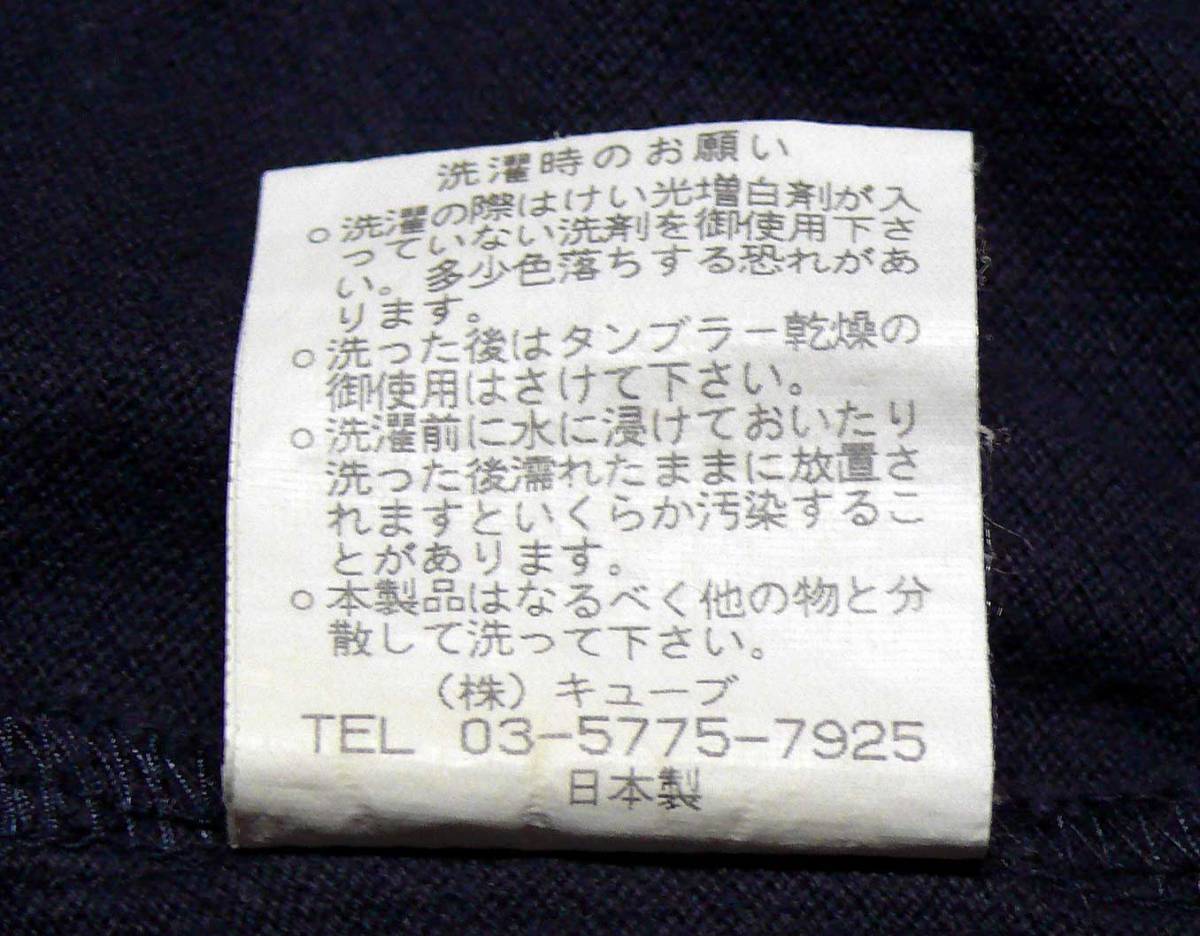 洗濯時のお願い
○洗濯の際はけい光増白剤が入
っていない洗剤を御使用下さ
い。多少色落ちする恐れがあ
ります。
○洗った後はタンブラー乾燥の
御使用はさけて下さい。
○洗濯前に水に浸けておいたり
洗った後濡れたままに放置さ
れますといくらか汚染するこ
とがあります。
○本製品はなるべく他の物と分
散して洗って下さい。
（株）キューブ
TEL 03-5775-7925
日本製